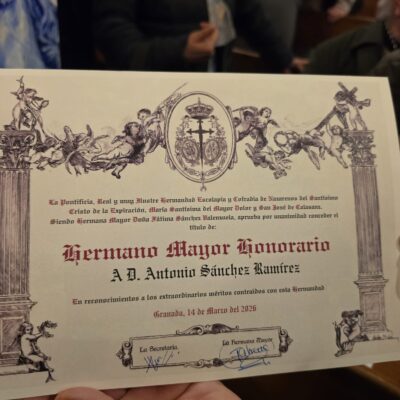 La Pontificia, Real y muy Ilustre Hermandad Escolapia y Cofradía de Nazarenos del Santísimo
Cristo de la Expiración, María Santísima del Mayor Dolor y San José de Calasanz.
Siendo Hermana Mayor Doña Fátima Sánchez Valenzuela, aprueba por unanimidad conceder el
título de:
Hermano Mayor Honorario
A D. Antonio Sánchez Ramírez
En reconocimientos a los extraordinarios méritos contraídos con esta Hermandad
Granada, 14 de Marzo del 2026
La Secretaria.
La Hermana Mayor